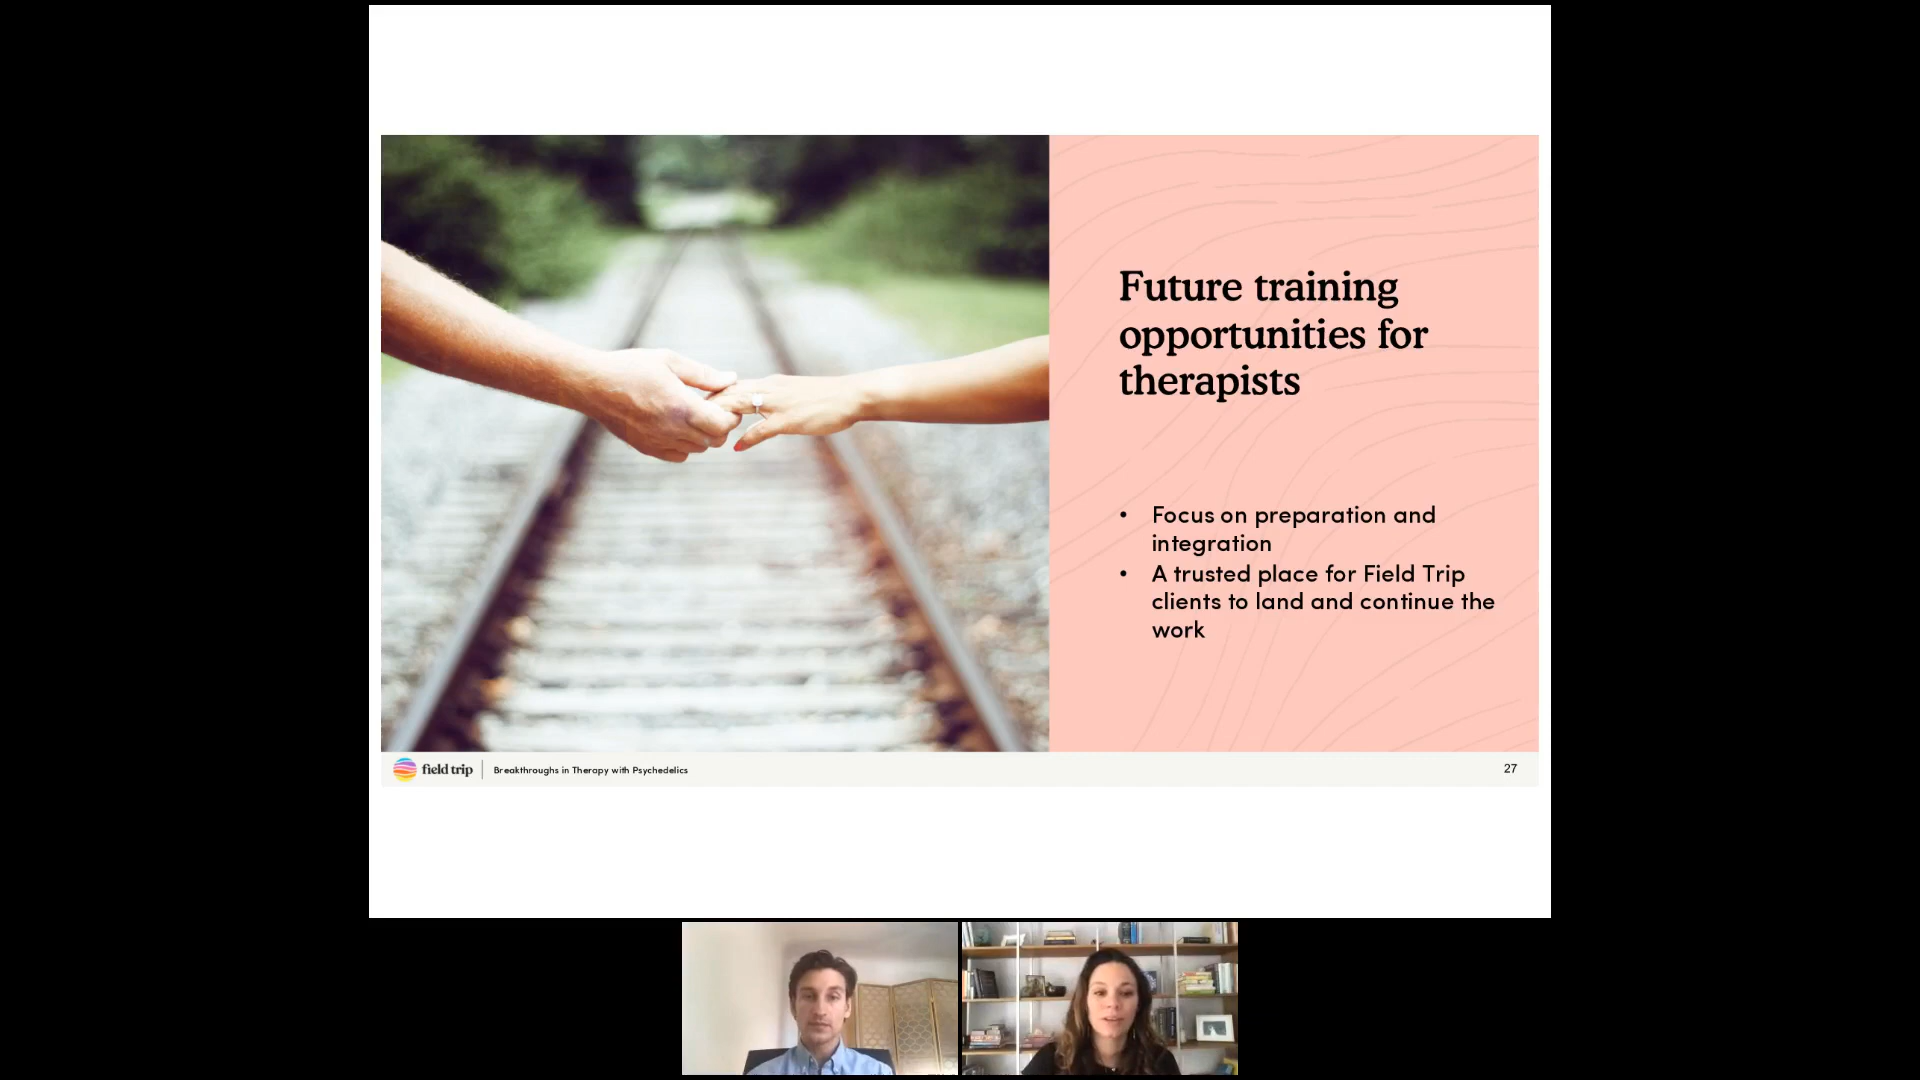 Future training
opportunities for
therapists
• Focus on preparation and
integration
• A trusted place for Field Trip
clients to land and continue the
work
field trip
Breakthroughs in Therapy with Psychedelics
27